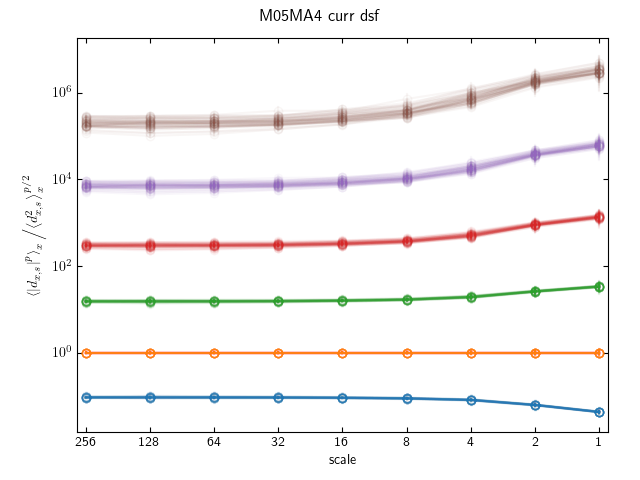 M05MA4 curr dsf
⟨|d_{x,s}|^p⟩_x / ⟨d^2_{x,s}⟩_x^{p/2}
10^6
10^4
10^2
10^0
256 128 64 32 16 8 4 2 1
scale